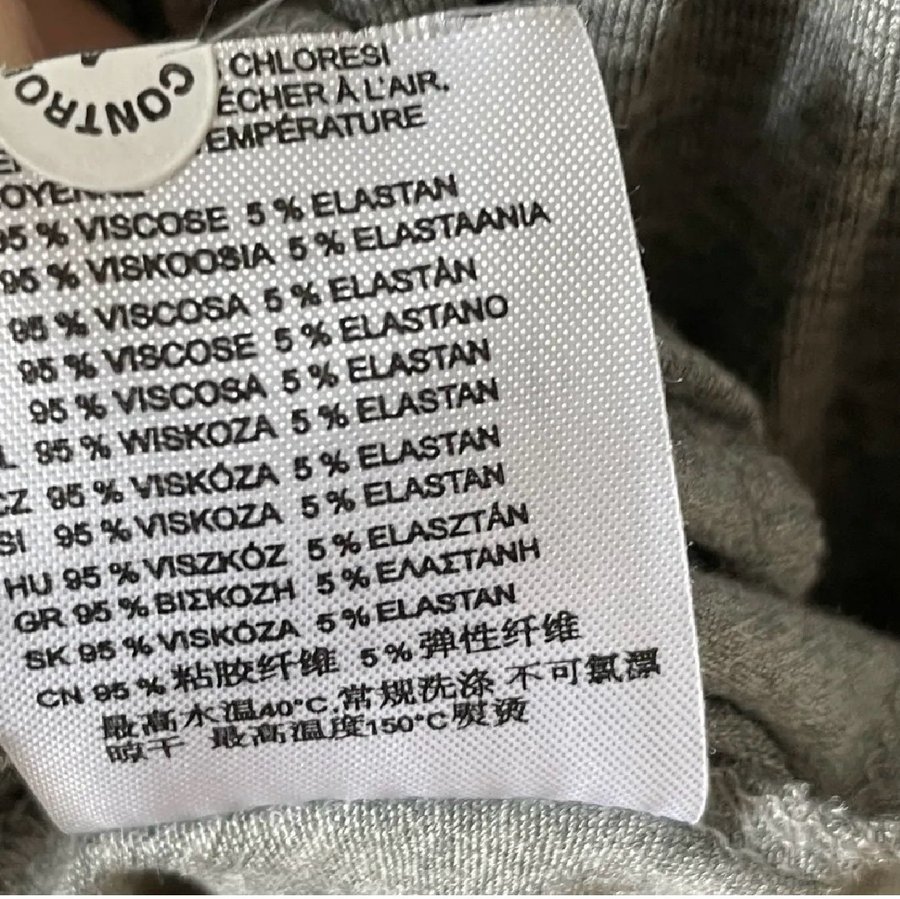 CONTRO
CHLORESI
ÉCHER À L'AIR.
TEMPÉRATURE
95 % VISCOSE 5 % ELASTAN
95 % VISKOOSIA 5 % ELASTAANIA
95 % VISCOSA 5 % ELASTÅN
95 % VISCOSE 5 % ELASTANO
95 % VISCOSA 5 % ELASTAN
L 95 % WISKOZA 5 % ELASTAN
CZ 95 % VISKÓZA 5 % ELASTAN
SI 95 % VISKOZA 5 % ELASTAN
HU 95 % VISZKÓZ 5 % ELASZTÁN
GR 95 % ΒΙΣΚΟΖΗ 5 % ΕΛΑΣΤΑΝΗ
SK 95 % VISKÓZA 5 % ELASTAN
CN 95 % 粘胶纤维 5 % 弹性纤维
最高水温40°C,常规洗涤 不可氯漂
晾干 最高温度150°C熨烫